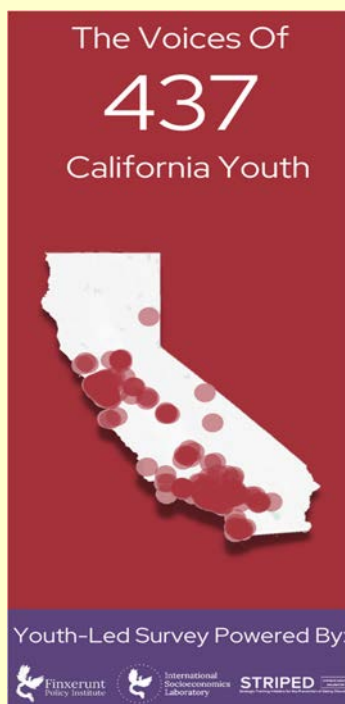 The Voices Of
437
California Youth
Youth-Led Survey Powered By:
Finxerunt
Policy Institute
International
Socioeconomics
Laboratory
STRIPED